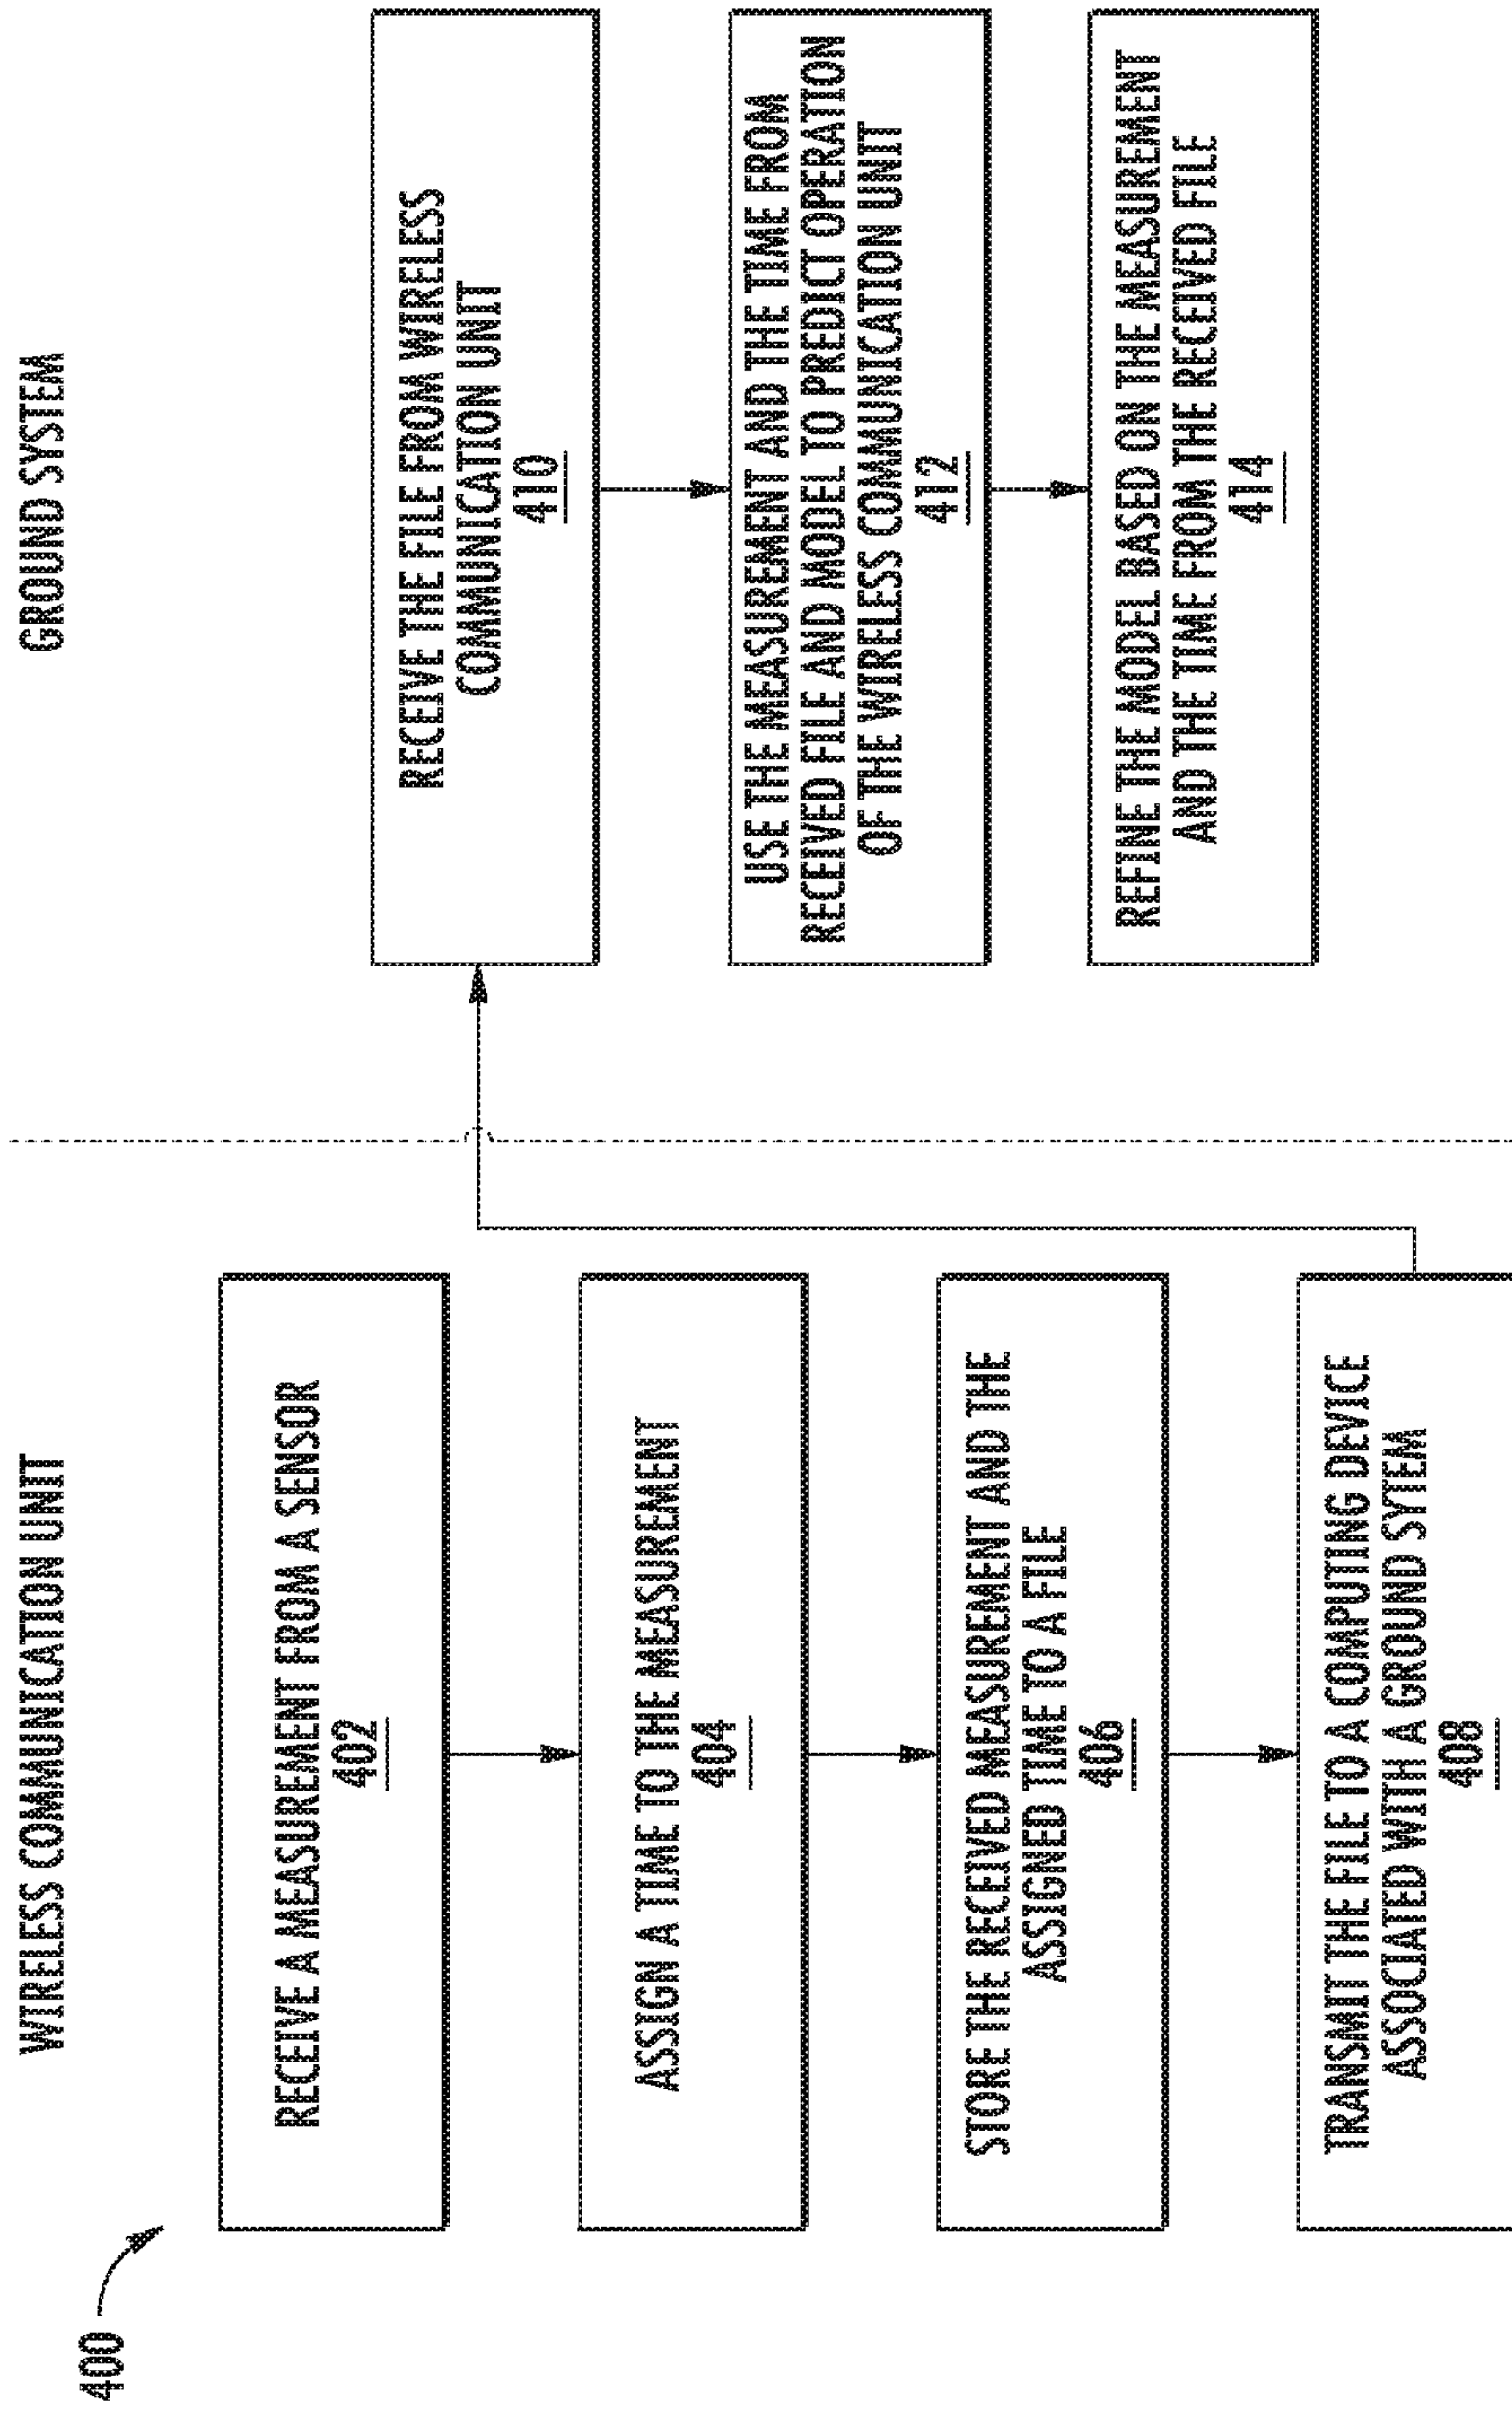 400
WIRELESS COMMUNICATION UNIT
RECEIVE A MEASUREMENT FROM A SENSOR
402
ASSIGN A TIME TO THE MEASUREMENT
404
STORE THE RECEIVED MEASUREMENT AND THE
ASSIGNED TIME TO A FILE
406
TRANSMIT THE FILE TO A COMPUTING DEVICE
ASSOCIATED WITH A GROUND SYTEM
408
GROUND SYSTEM
RECEIVE THE FILE FROM WIRELESS
COMMUNICATION UNIT
410
USE THE MEASUREMENT AND THE TIME FROM
RECEIVED FILE AND MODEL TO PREDICT OPERATION
OF THE WIRELESS COMMUNICATION UNIT
412
REFINE THE MODEL BASED ON THE MEASUREMENT
AND THE TIME FROM THE RECEIVED FILE
414